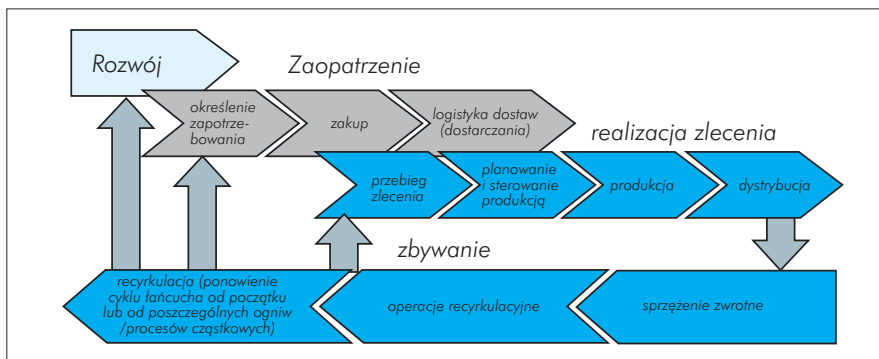 Rozwój
Zaopatrzenie
określenie
zapotrze-
bowania
zakup
logistyka dostaw
(dostarczania)
realizacja zlecenia
przebieg
zlecenia
planowanie
i sterowanie
produkcją
produkcja
dystrybucja
zbywanie
recyrkulacja (ponowienie
cyklu łańcucha od początku
lub od poszczególnych ogniw
/procesów cząstkowych)
operacje recyrkulacyjne
sprzężenie zwrotne